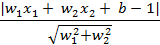 |w₁x₁ + w₂x₂ + b − 1|
√w₁²+w₂²